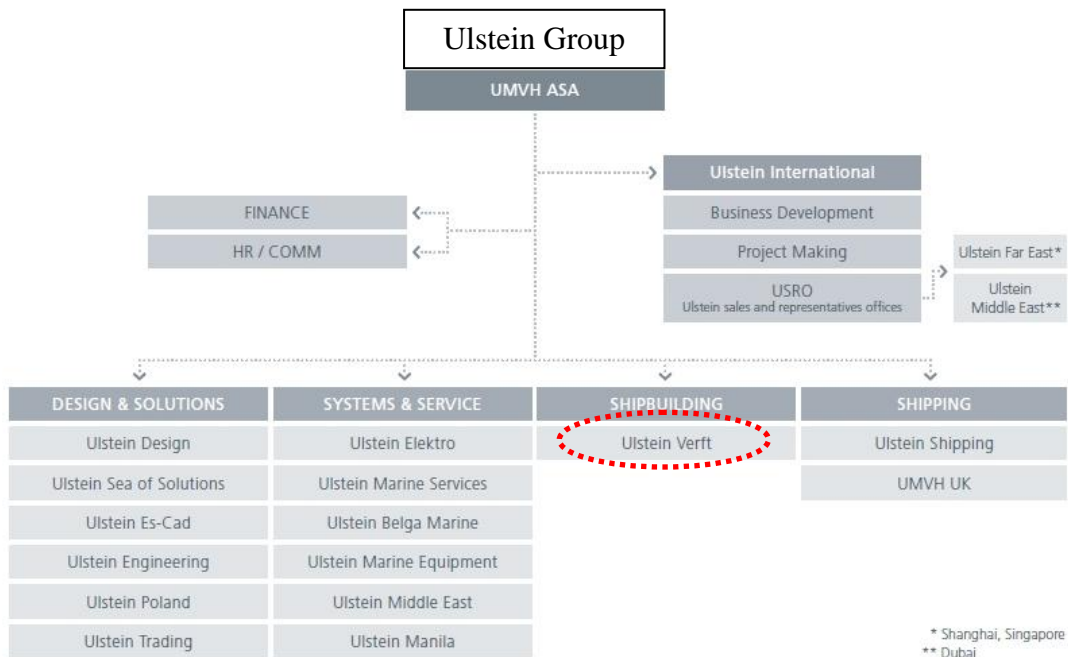 Ulstein Group
UMVH ASA
Ulstein International
Business Development
Project Making
USRO
Ulstein sales and representatives offices
Ulstein Far East*
Ulstein
Middle East**
FINANCE
HR / COMM
DESIGN & SOLUTIONS
Ulstein Design
Ulstein Sea of Solutions
Ulstein Es-Cad
Ulstein Engineering
Ulstein Poland
Ulstein Trading
SYSTEMS & SERVICE
Ulstein Elektro
Ulstein Marine Services
Ulstein Belga Marine
Ulstein Marine Equipment
Ulstein Middle East
Ulstein Manila
SHIPBUILDING
Ulstein Verft
SHIPPING
Ulstein Shipping
UMVH UK
* Shanghai, Singapore
** Dubai